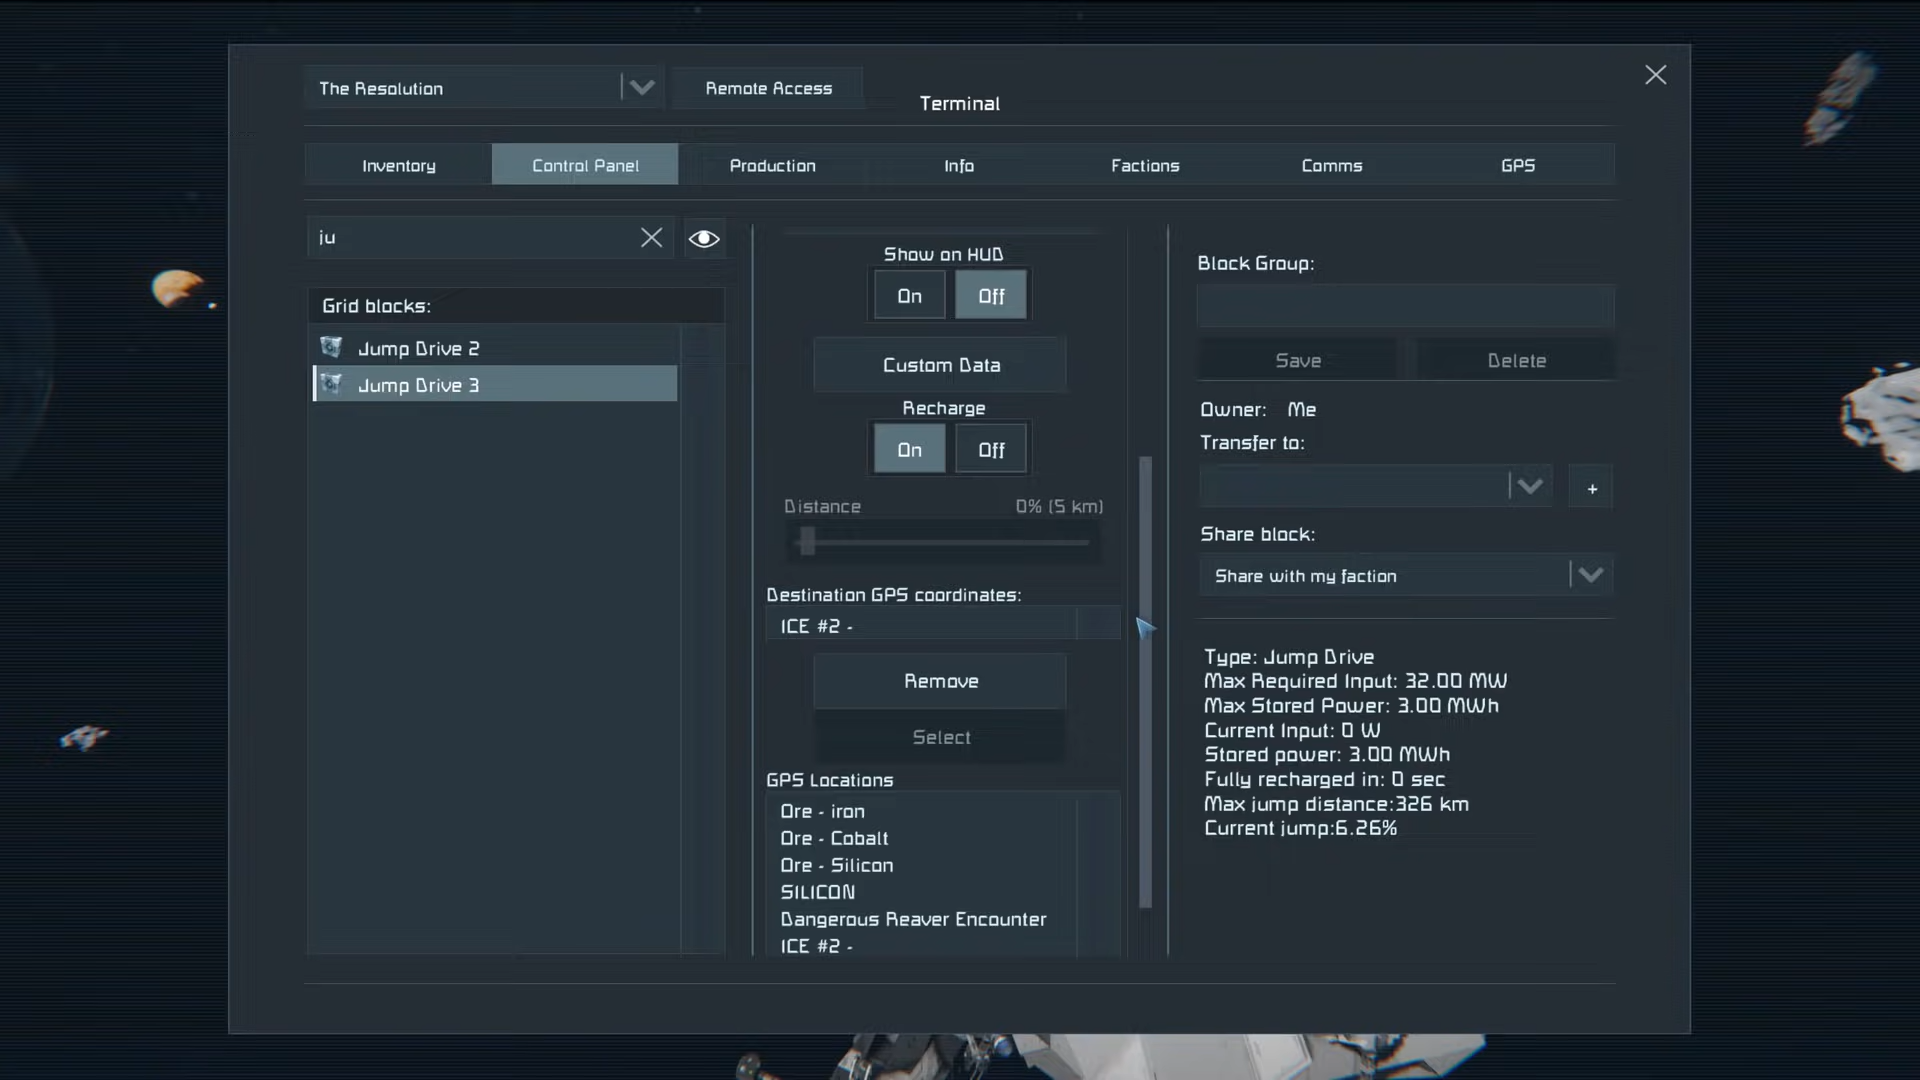 The Resolution
Remote Access
Terminal
Inventory
Control Panel
Production
Info
Factions
Comms
GPS
ju
Grid blocks:
Jump Drive 2
Jump Drive 3
Show on HUD
On
Off
Custom Data
Recharge
On
Off
Distance
0% (5 km)
Destination GPS coordinates:
ICE #2 -
Remove
Select
GPS Locations
Ore - iron
Ore - Cobalt
Ore - Silicon
SILICON
Dangerous Reaver Encounter
ICE #2 -
Block Group:
Save
Delete
Owner: Me
Transfer to:
+
Share block:
Share with my faction
Type: Jump Drive
Max Required Input: 32.00 MW
Max Stored Power: 3.00 MWh
Current Input: 0 W
Stored power: 3.00 MWh
Fully recharged in: 0 sec
Max jump distance:326 km
Current jump:6.26%